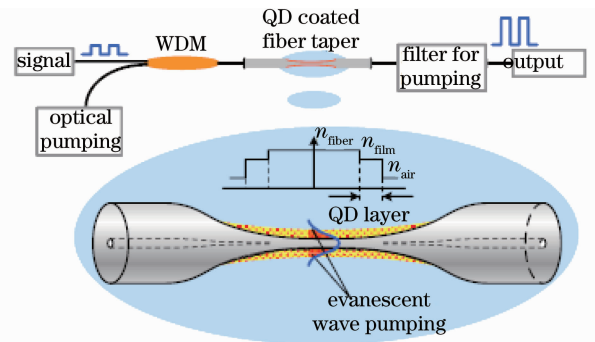 QD coated
fiber taper
WDM
signal
optical
pumping
filter for
pumping
output
n fiber
n film
n air
QD layer
evanescent
wave pumping